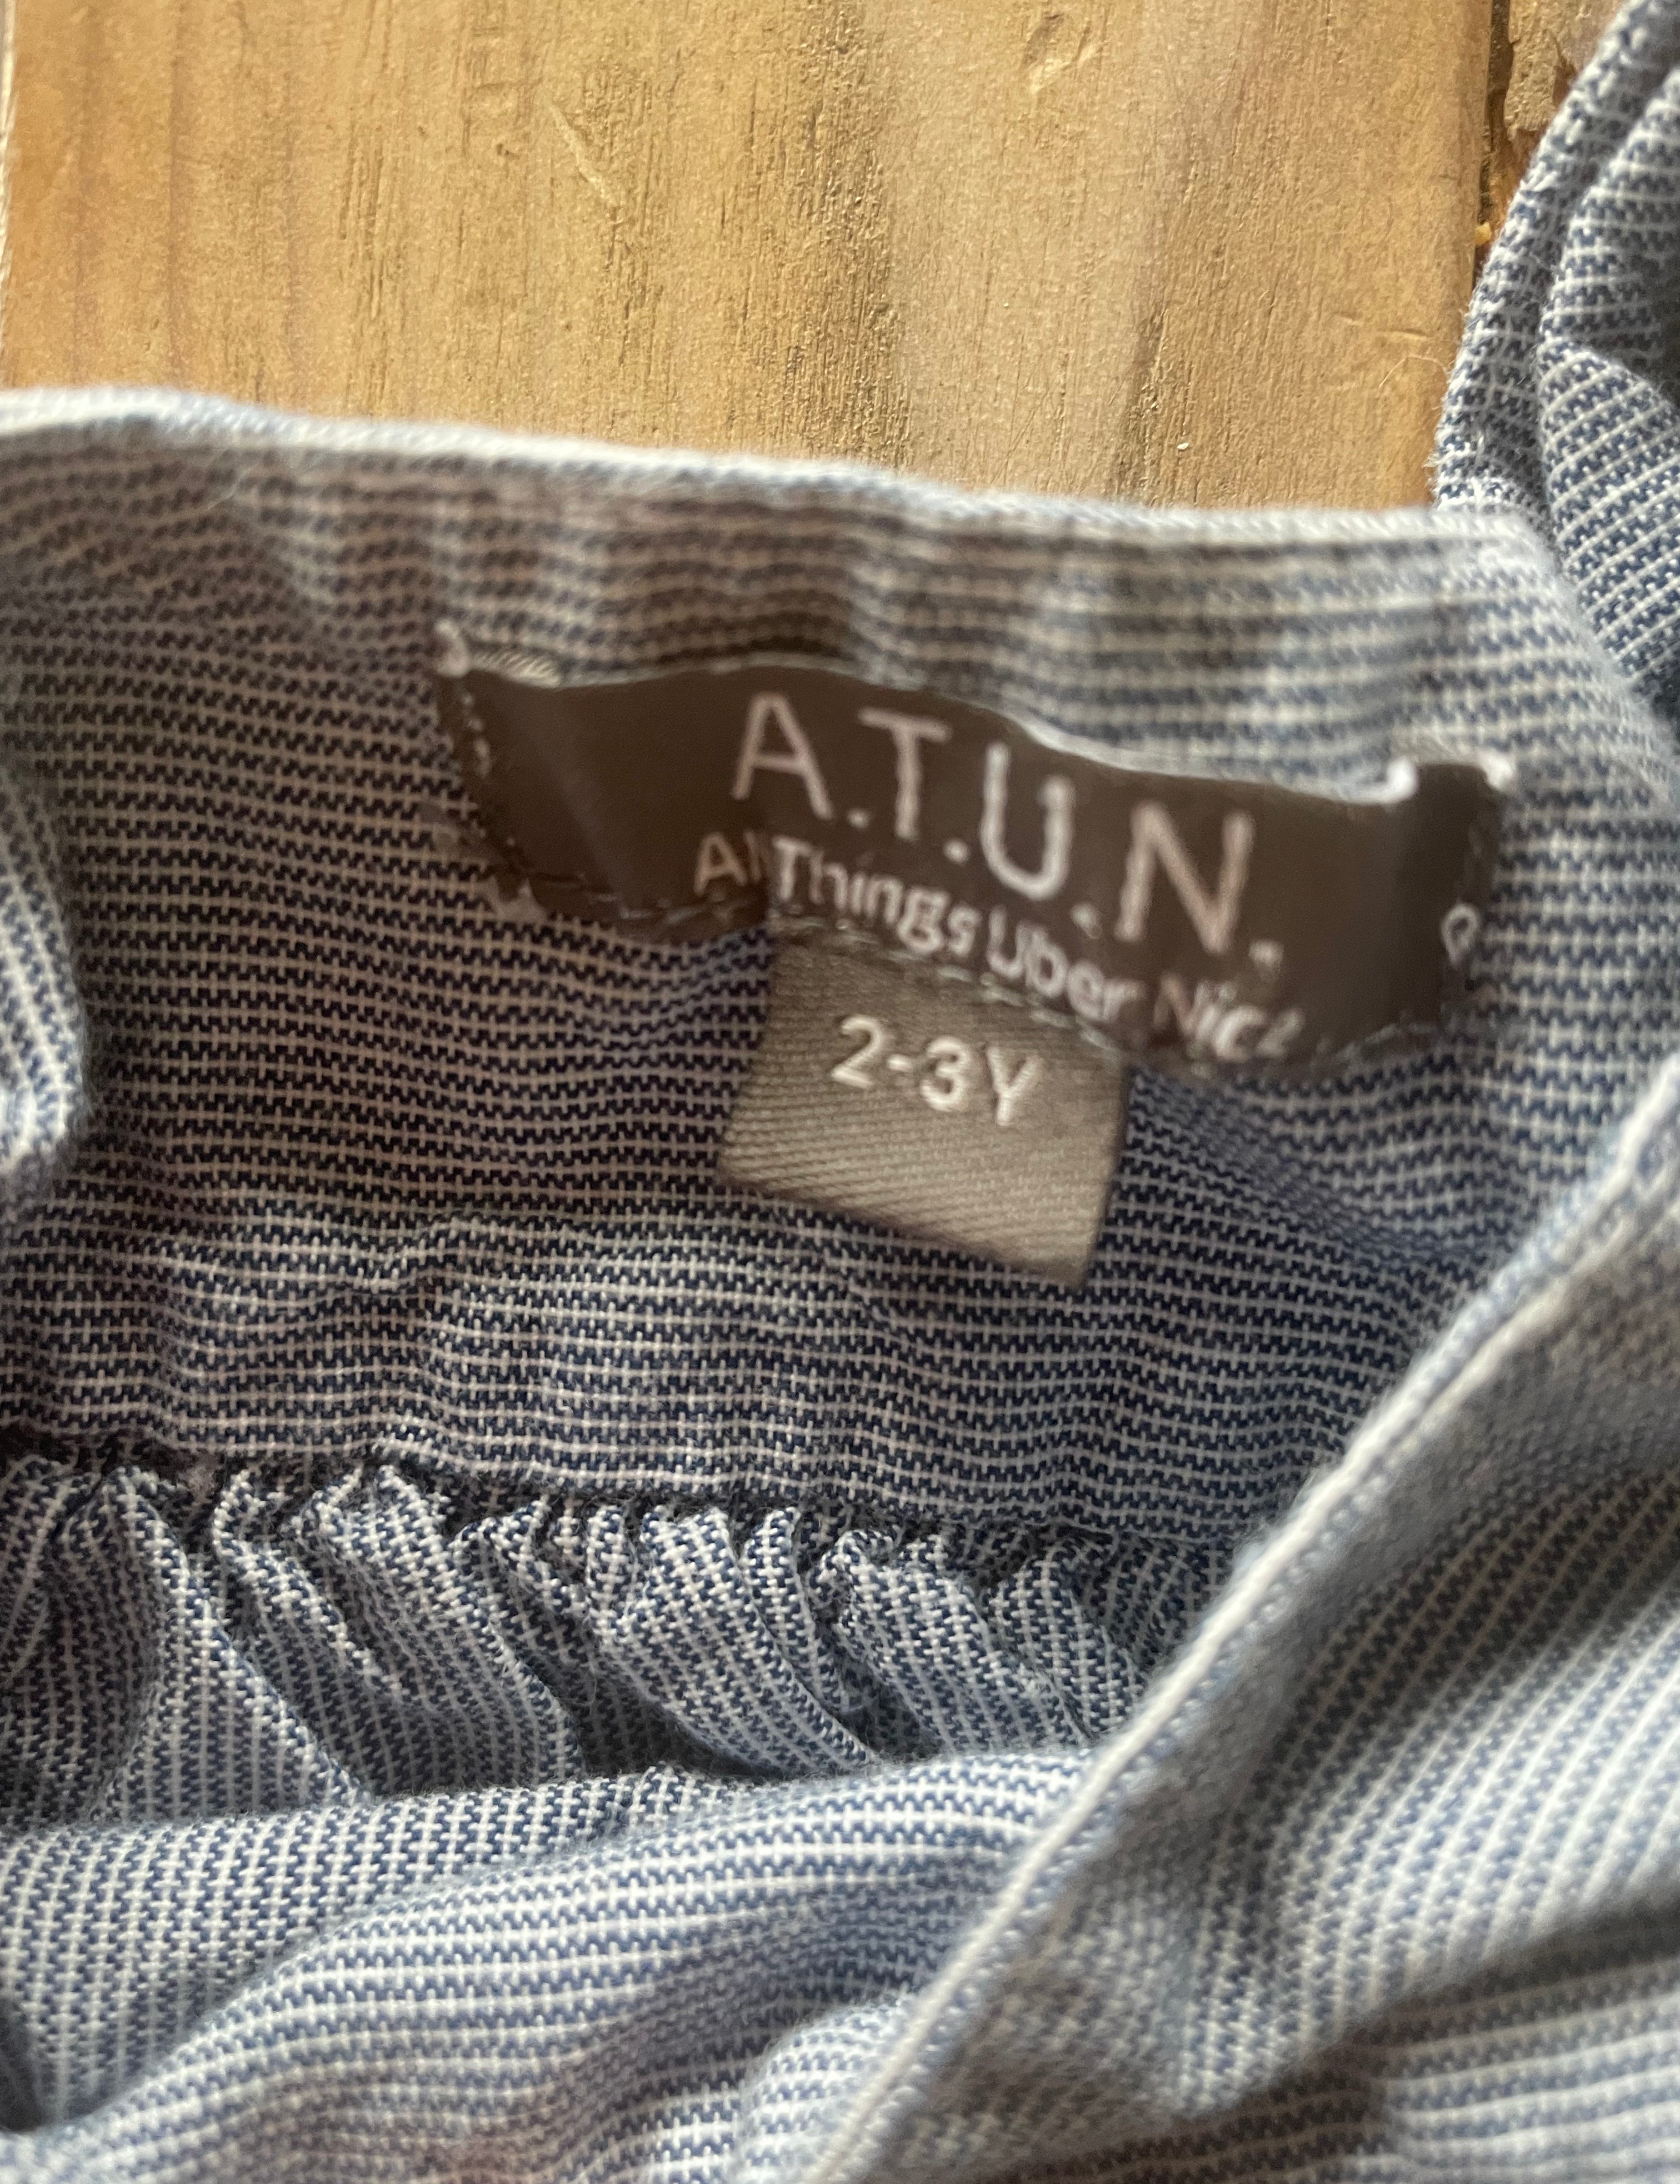 A.T.U.N.
All Things Uber Nice
2-3Y